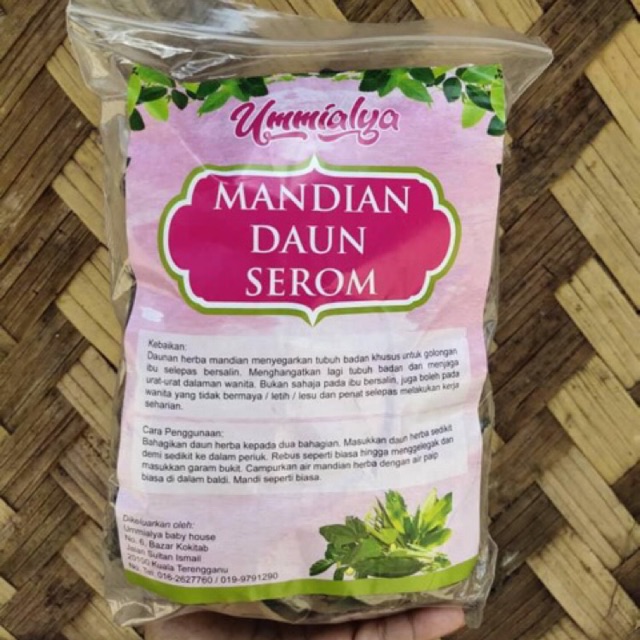 Ummialya
MANDIAN
DAUN
SEROM
Kebaikan:
Daunan herba mandian menyegarkan tubuh badan khusus untuk golongan
ibu selepas bersalin. Menghangatkan lagi tubuh badan dan menjaga
urat-urat dalaman wanita. Bukan sahaja pada ibu bersalin, juga boleh pada
wanita yang tidak bermaya / letih / lesu dan penat selepas melakukan kerja
seharian.
Cara Penggunaan:
Bahagikan daun herba kepada dua bahagian. Masukkan daun herba sedikit
demi sedikit ke dalam periuk. Rebus seperti biasa hingga menggelegak dan
masukkan garam bukit. Campurkan air mandian herba dengan air paip
biasa di dalam baldi. Mandi seperti biasa.
Dikeluarkan oleh:
Ummialya baby house
No. 6, Bazar Kokitab
Jalan Sultan Ismail
20100 Kuala Terengganu
No. Tel: 016-2627760 / 019-9791290